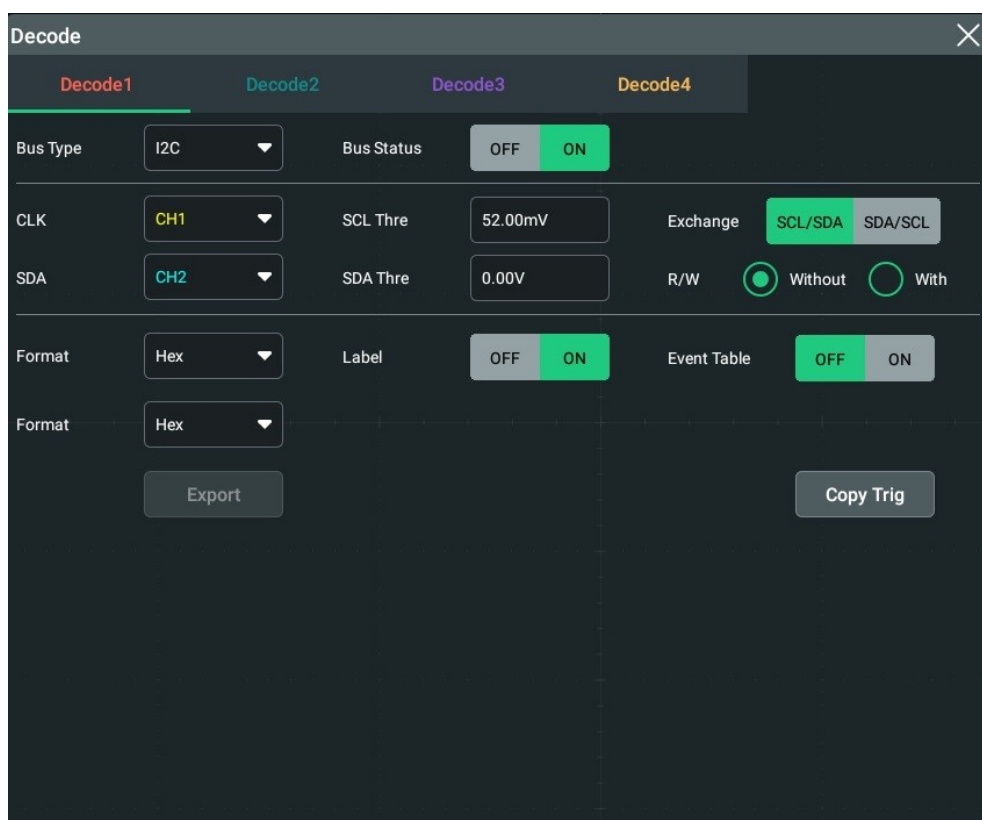 Decode
Decode1 Decode2 Decode3 Decode4
Bus Type I2C Bus Status OFF ON
CLK CH1 SCL Thre 52.00mV Exchange SCL/SDA SDA/SCL
SDA CH2 SDA Thre 0.00V R/W Without With
Format Hex Label OFF ON Event Table OFF ON
Format Hex
Export Copy Trig